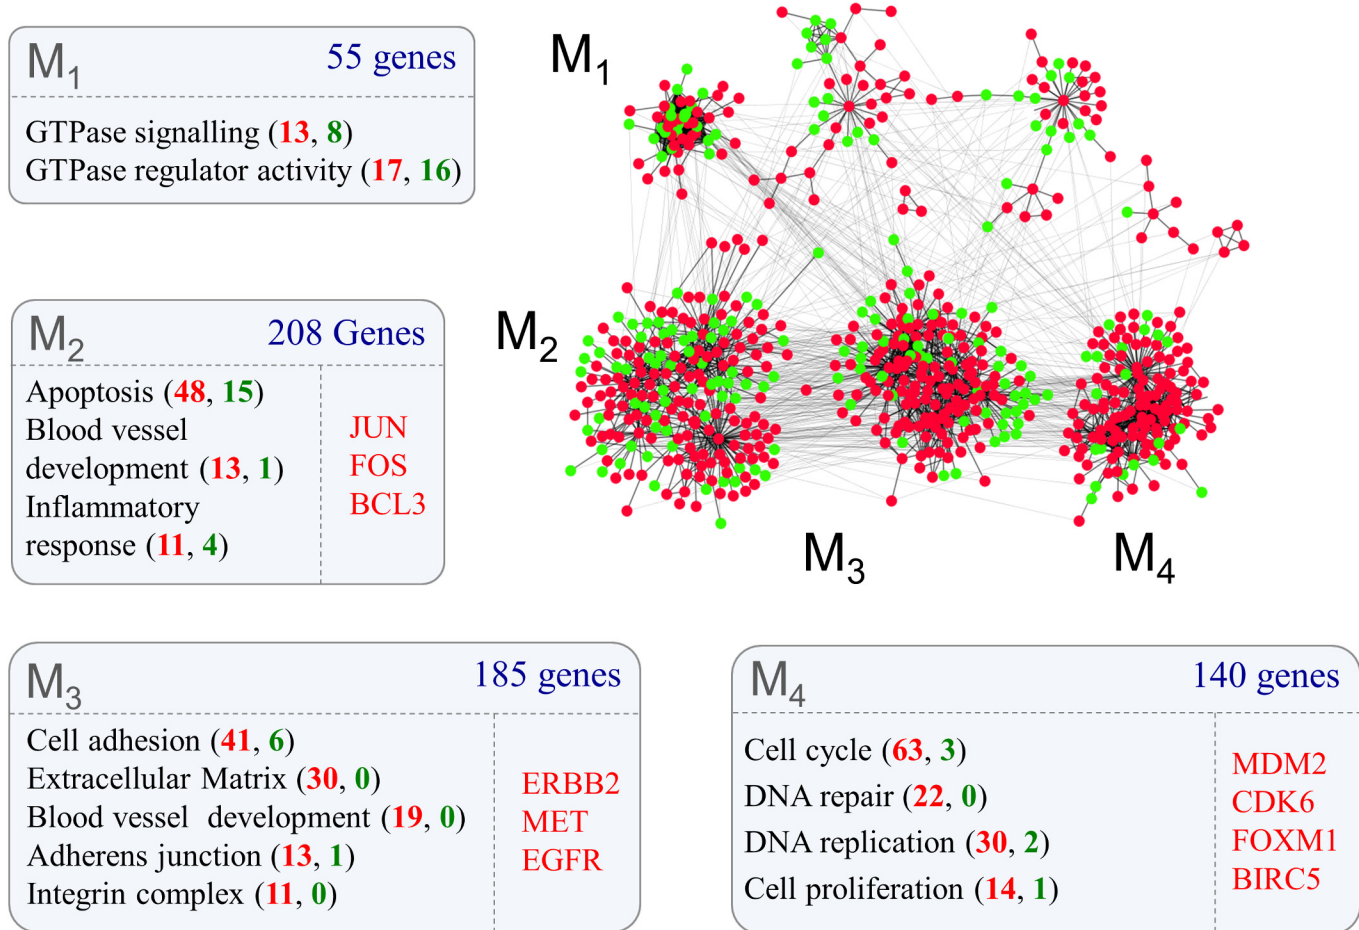 M1
55 genes
GTPase signalling (13, 8)
GTPase regulator activity (17, 16)
M1
M2
208 Genes
Apoptosis (48, 15)
Blood vessel
development (13, 1)
Inflammatory
response (11, 4)
JUN
FOS
BCL3
M2
M3
M4
M3
185 genes
Cell adhesion (41, 6)
Extracellular Matrix (30, 0)
Blood vessel development (19, 0)
Adherens junction (13, 1)
Integrin complex (11, 0)
ERBB2
MET
EGFR
M4
140 genes
Cell cycle (63, 3)
DNA repair (22, 0)
DNA replication (30, 2)
Cell proliferation (14, 1)
MDM2
CDK6
FOXM1
BIRC5